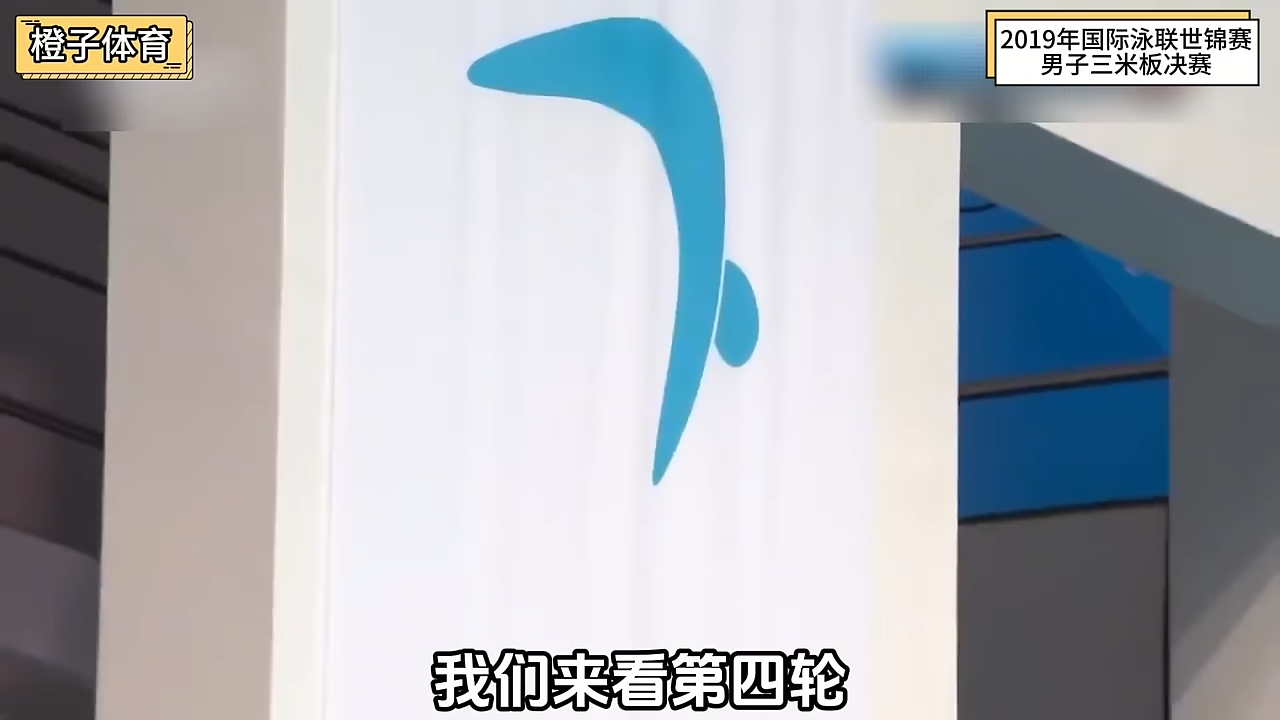 橙子体育
2019年国际泳联世锦赛
男子三米板决赛
我们来看第四轮